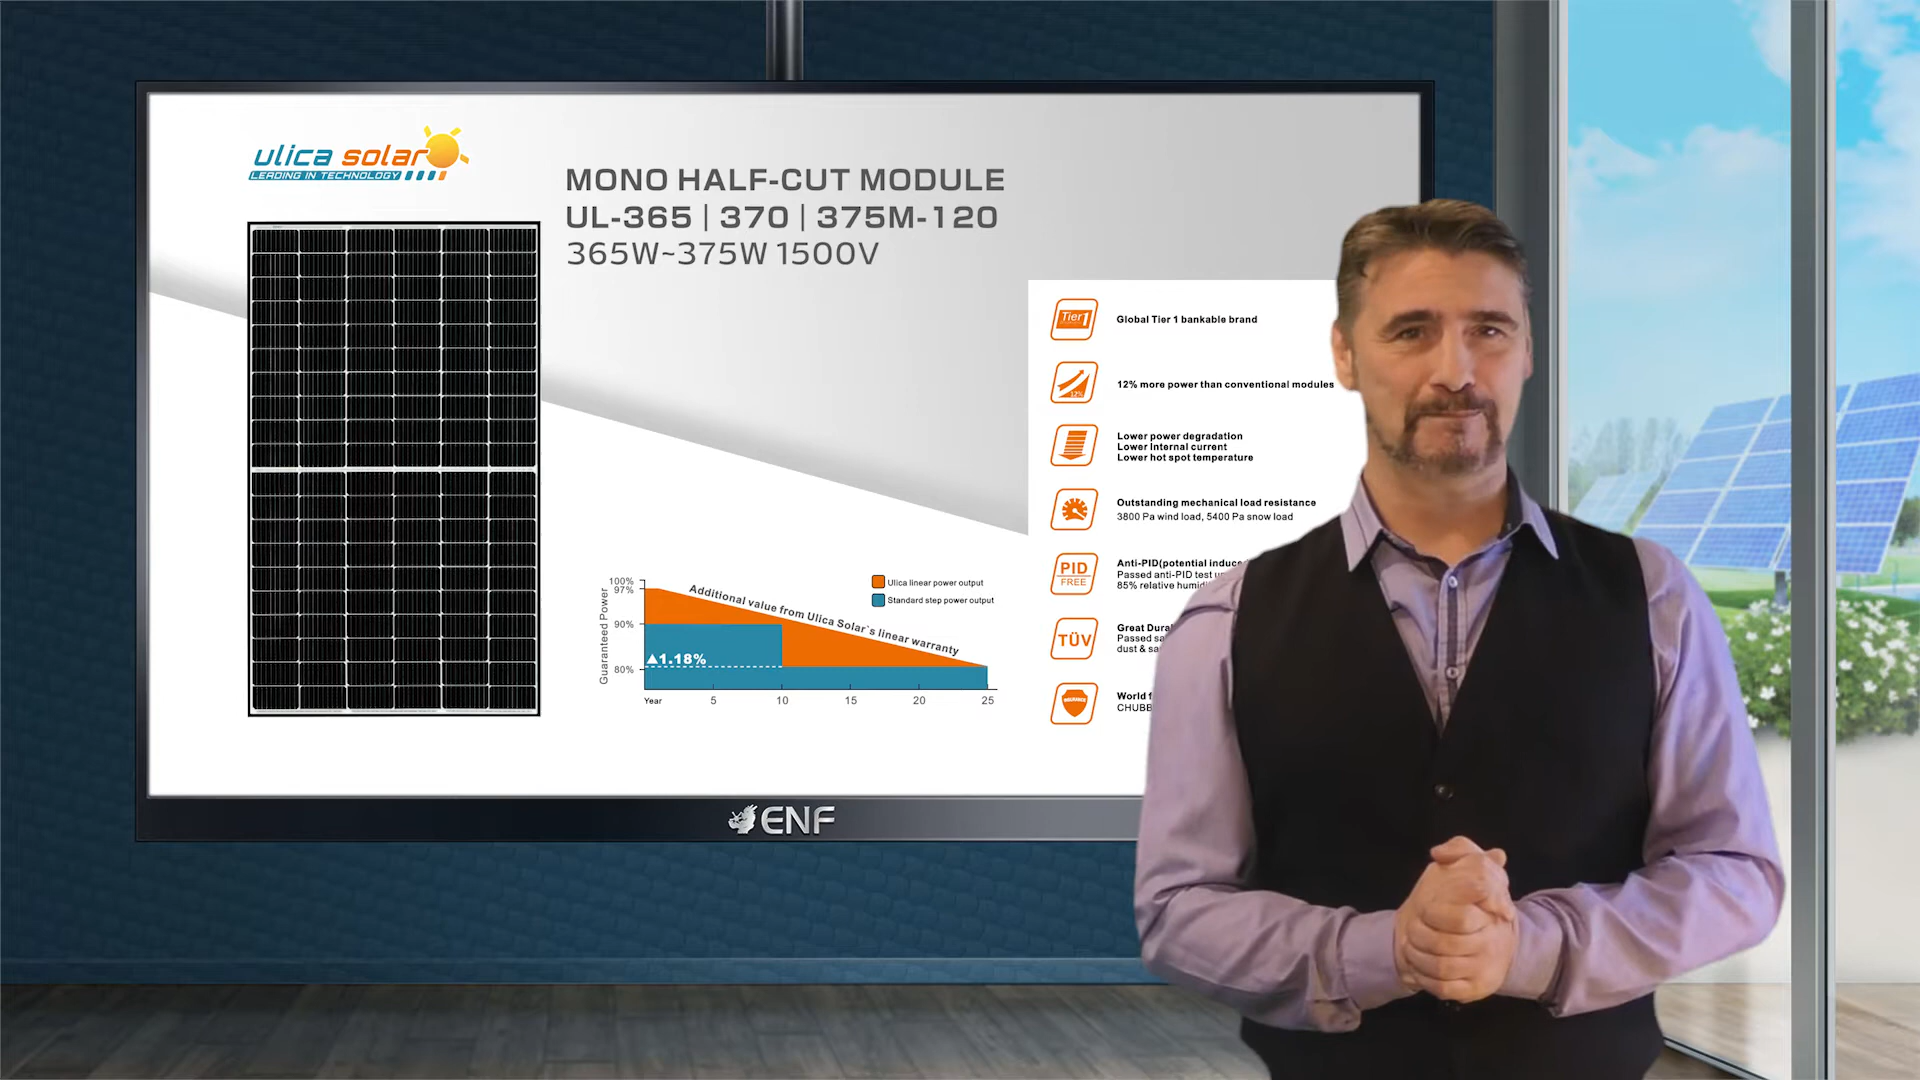 ulica solar
LEADING IN TECHNOLOGY
MONO HALF-CUT MODULE
UL-365 | 370 | 375M-120
365W~375W 1500V
Tier1
Global Tier 1 bankable brand
12%
12% more power than conventional modules
Lower power degradation
Lower internal current
Lower hot spot temperature
Outstanding mechanical load resistance
3800 Pa wind load, 5400 Pa snow load
PID
FREE
Anti-PID(potential
Passed anti-PID test
85% relative
TÜV
Great
Passed
dust &
World
CHUBB
Guaranteed Power
100%
97%
90%
80%
Additional value from Ulica Solar`s linear warranty
Ulica linear power output
Standard step power output
▲1.18%
Year 5 10 15 20 25
ENF